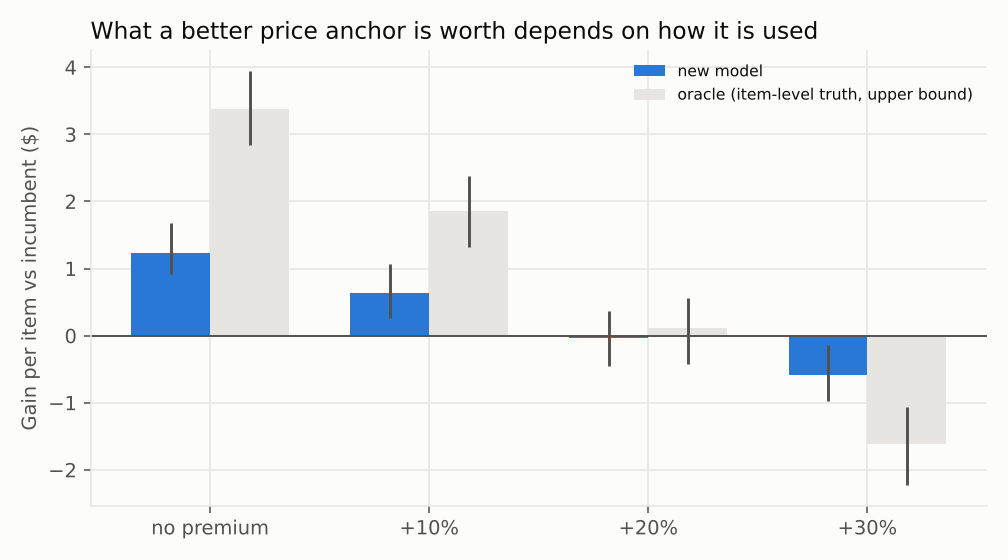 What a better price anchor is worth depends on how it is used
new model
oracle (item-level truth, upper bound)
Gain per item vs incumbent ($)
4
3
2
1
0
−1
−2
no premium
+10%
+20%
+30%